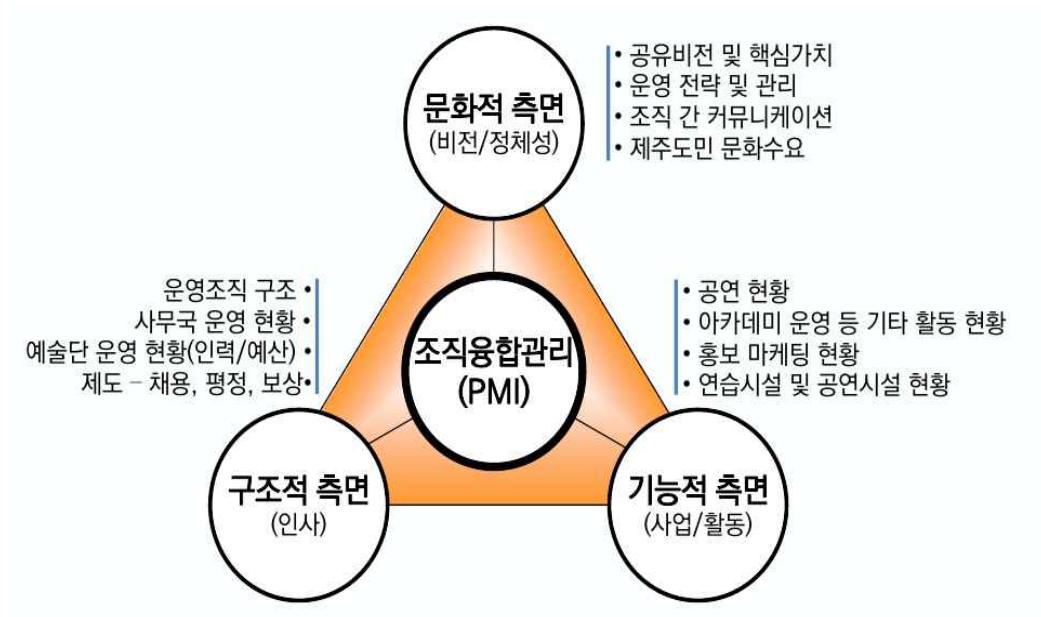 문화적 측면
(비전/정체성)
• 공유비전 및 핵심가치
• 운영 전략 및 관리
• 조직 간 커뮤니케이션
• 제주도민 문화수요
운영조직 구조 •
사무국 운영 현황 •
예술단 운영 현황(인력/예산) •
제도 – 채용, 평정, 보상•
조직융합관리
(PMI)
• 공연 현황
• 아카데미 운영 등 기타 활동 현황
• 홍보 마케팅 현황
• 연습시설 및 공연시설 현황
구조적 측면
(인사)
기능적 측면
(사업/활동)